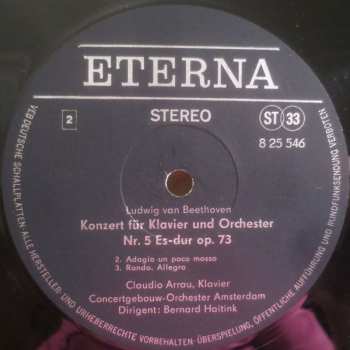 ETERNA
2
STEREO
ST 33
8 25 546
Ludwig van Beethoven
Konzert für Klavier und Orchester
Nr. 5 Es-dur op. 73
2. Adagio un poco mosso
3. Rondo. Allegro
Claudio Arrau, Klavier
Concertgebouw-Orchester Amsterdam
Dirigent: Bernard Haitink
VEB DEUTSCHE SCHALLPLATTEN · ALLE HERSTELLER- UND URHEBERRECHTE VORBEHALTEN · ÜBERSPIELUNG, ÖFFENTLICHE AUFFÜHRUNG UND RUNDFUNKSENDUNG VERBOTEN